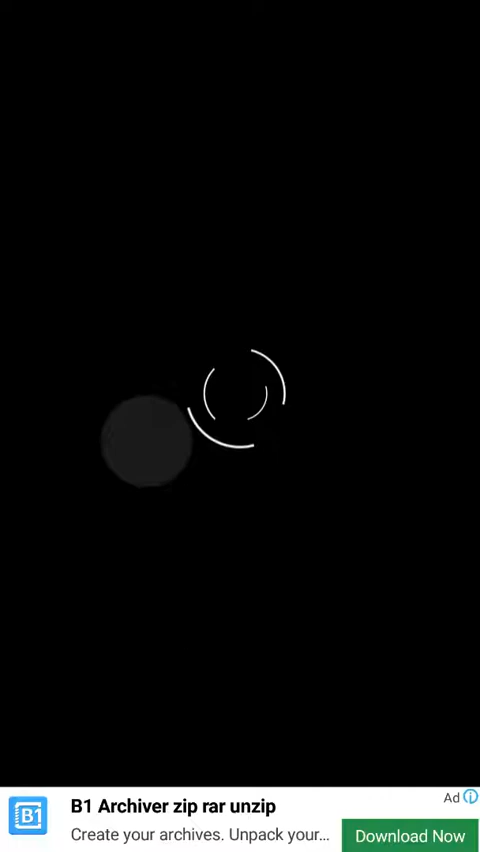 Ad
B1
B1 Archiver zip rar unzip
Create your archives. Unpack your...
Download Now